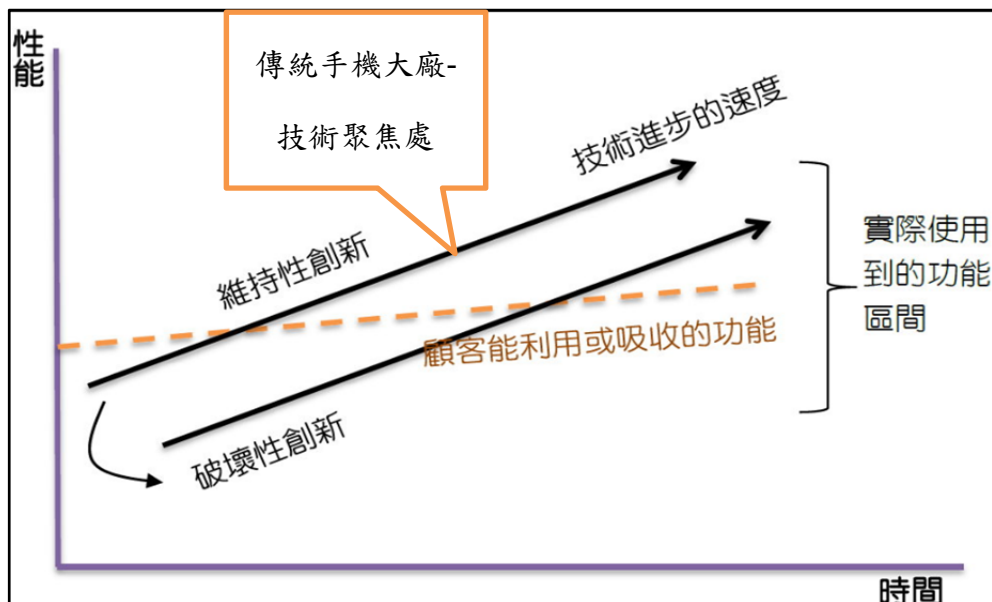 性
能
傳統手機大廠-
技術聚焦處
技術進步的速度
維持性創新
實際使用
到的功能
區間
顧客能利用或吸收的功能
破壞性創新
時間